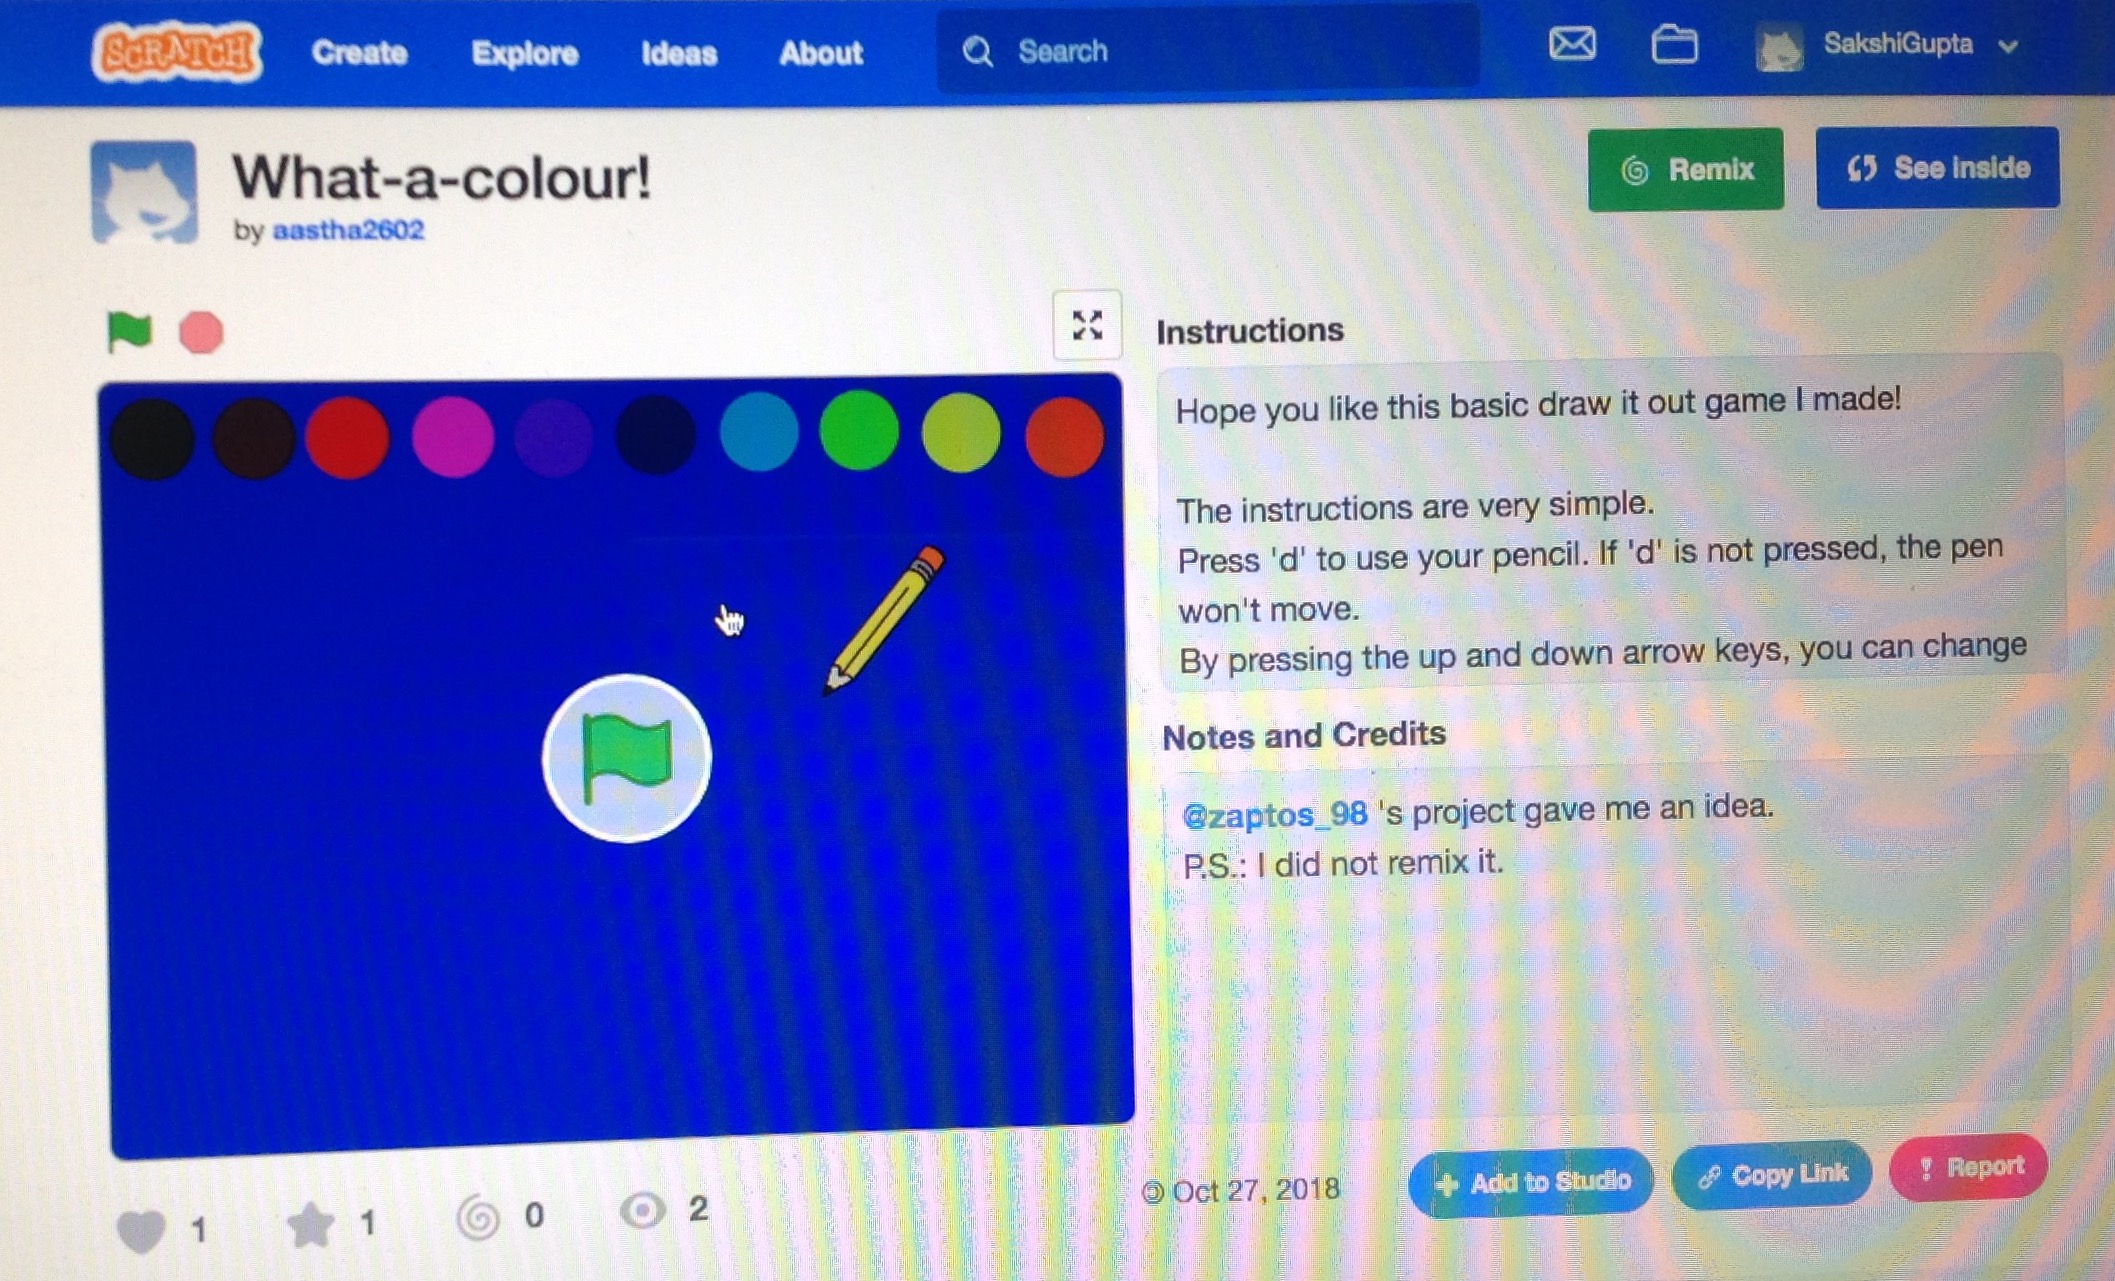 SCRATCH Create Explore Ideas About Search SakshiGupta
What-a-colour!
by aastha2602
Remix See inside
Instructions
Hope you like this basic draw it out game I made!
The instructions are very simple.
Press 'd' to use your pencil. If 'd' is not pressed, the pen
won't move.
By pressing the up and down arrow keys, you can change
Notes and Credits
@zaptos_98 's project gave me an idea.
P.S.: I did not remix it.
1 1 0 2
© Oct 27, 2018 Add to Studio Copy Link Report